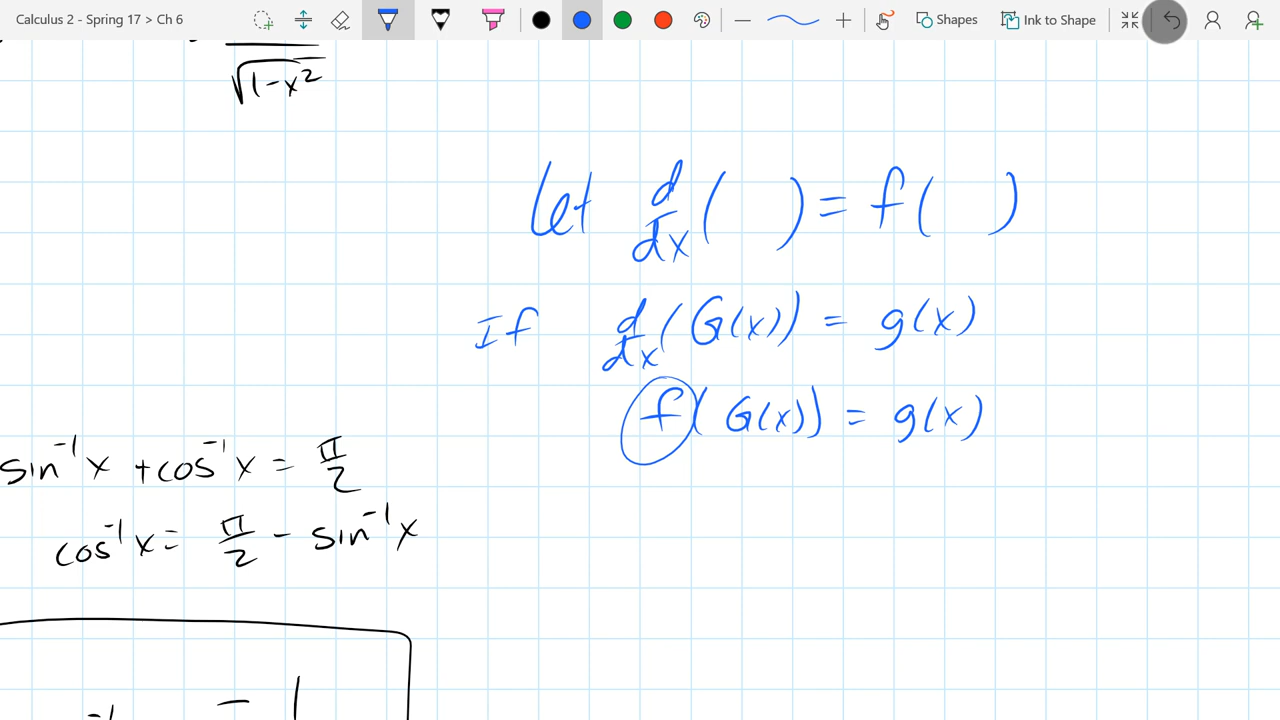 Calculus 2 - Spring 17 > Ch 6
Shapes
Ink to Shape
√(1-x²)
Let d/dx( ) = f( )
If d/dx(G(x)) = g(x)
f(G(x)) = g(x)
sin⁻¹x + cos⁻¹x = π/2
cos⁻¹x = π/2 - sin⁻¹x